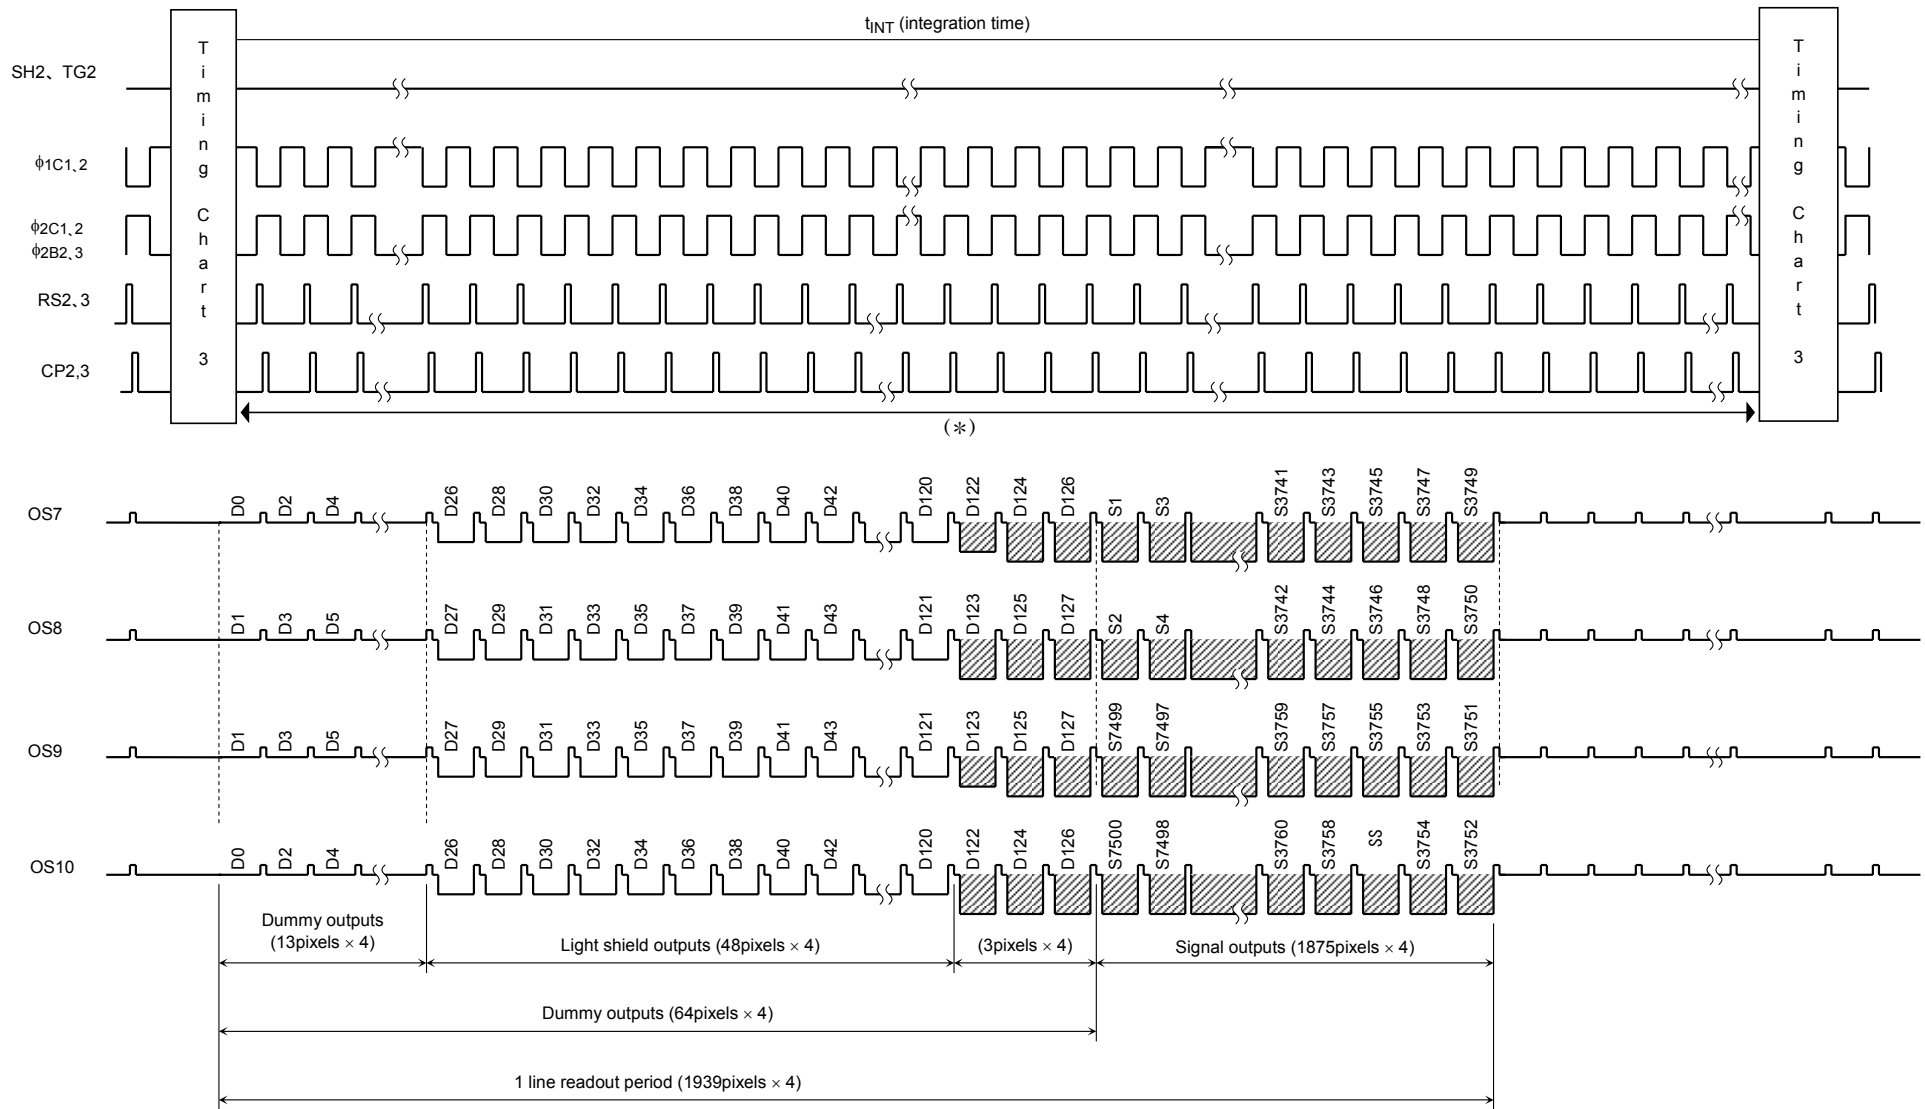 tINT (integration time)
Timing Chart 3
Timing Chart 3
SH2、TG2
ϕ1C1、2
ϕ2C1、2
ϕ2B2、3
RS2、3
CP2,3
(*)
OS7
D0 D2 D4 D26 D28 D30 D32 D34 D36 D38 D40 D42 D120 D122 D124 D126 S1 S3 S3741 S3743 S3745 S3747 S3749
OS8
D1 D3 D5 D27 D29 D31 D33 D35 D37 D39 D41 D43 D121 D123 D125 D127 S2 S4 S3742 S3744 S3746 S3748 S3750
OS9
D1 D3 D5 D27 D29 D31 D33 D35 D37 D39 D41 D43 D121 D123 D125 D127 S7499 S7497 S3759 S3757 S3755 S3753 S3751
OS10
D0 D2 D4 D26 D28 D30 D32 D34 D36 D38 D40 D42 D120 D122 D124 D126 S7500 S7498 S3760 S3758 SS S3754 S3752
Dummy outputs
(13pixels × 4)
Light shield outputs (48pixels × 4)
(3pixels × 4)
Signal outputs (1875pixels × 4)
Dummy outputs (64pixels × 4)
1 line readout period (1939pixels × 4)